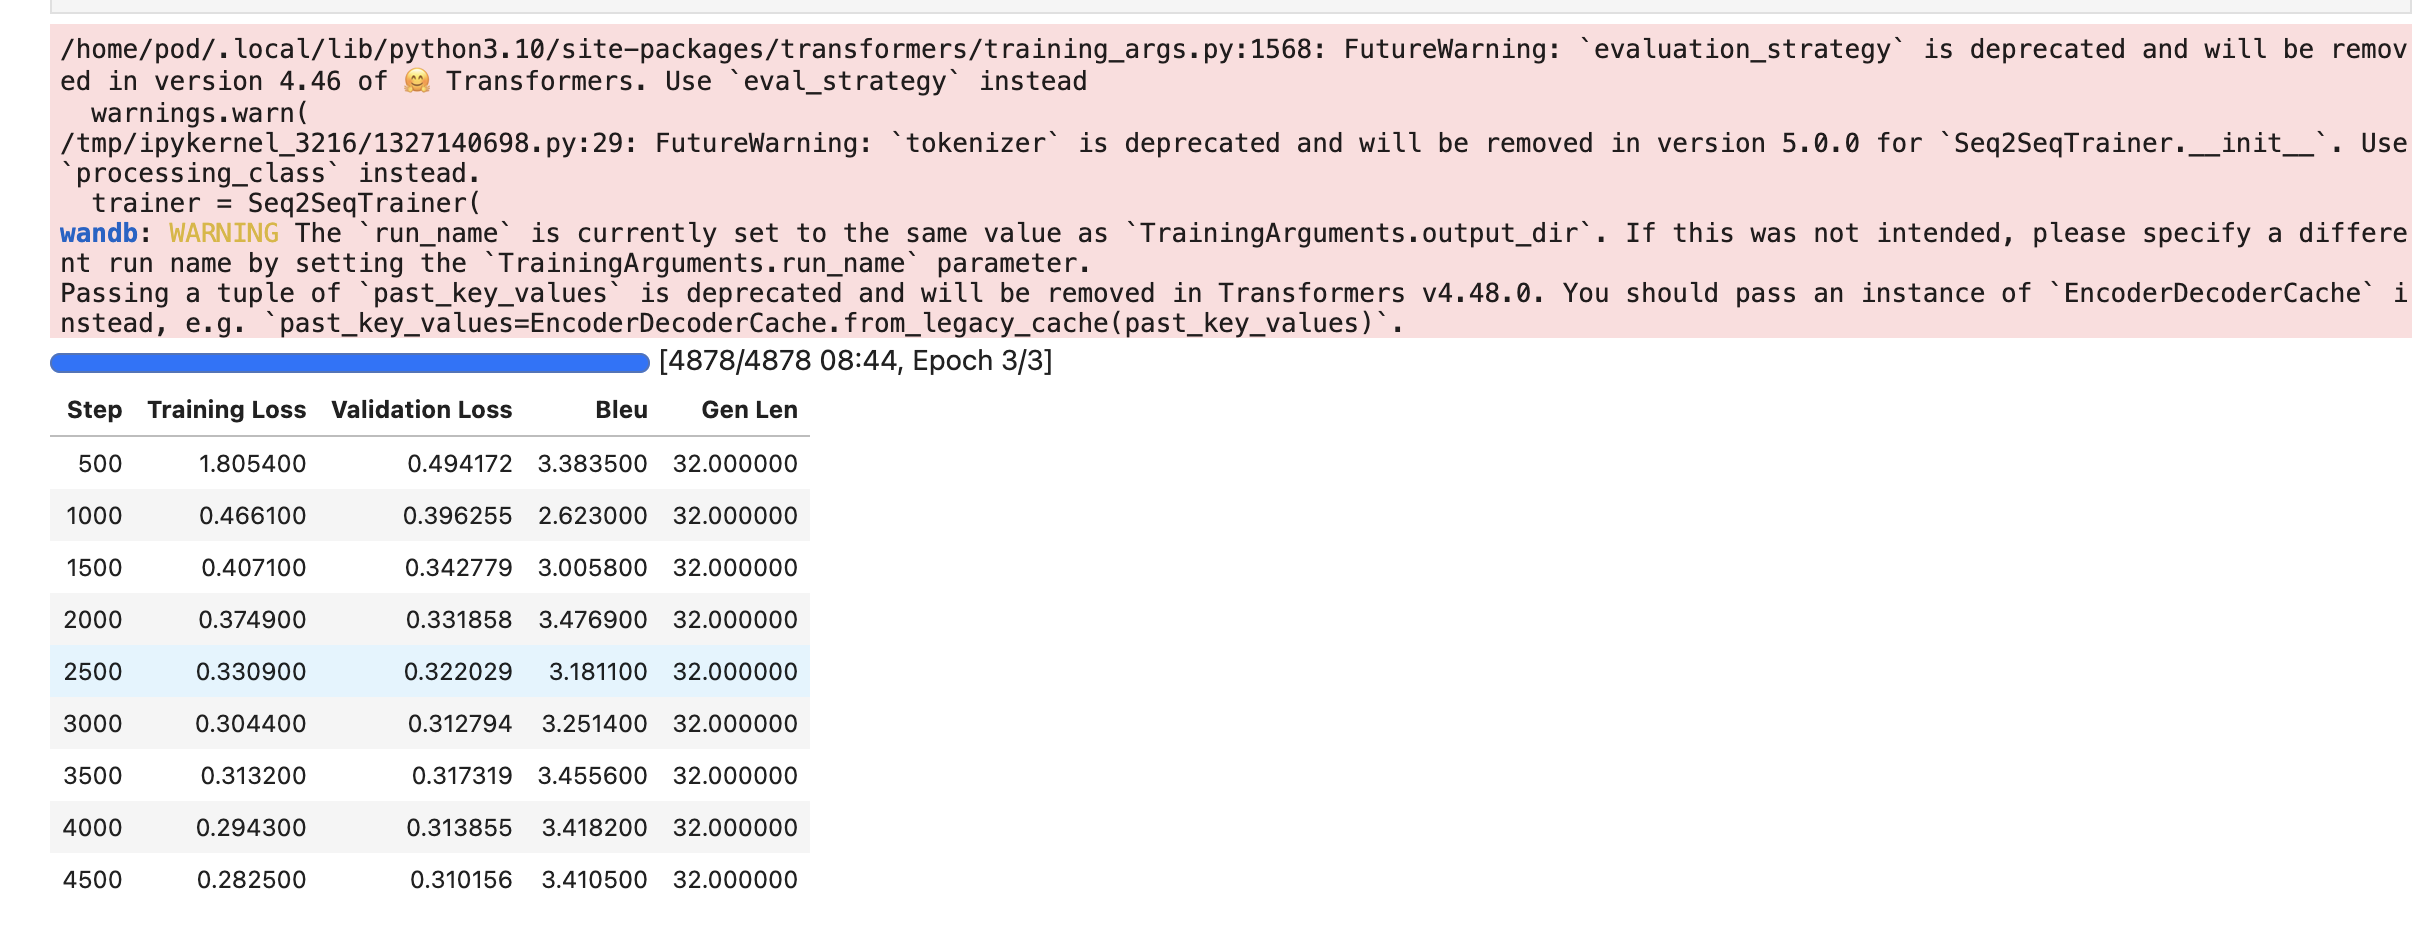 /home/pod/.local/lib/python3.10/site-packages/transformers/training_args.py:1568: FutureWarning: `evaluation_strategy` is deprecated and will be remov
ed in version 4.46 of 🤗 Transformers. Use `eval_strategy` instead
  warnings.warn(
/tmp/ipykernel_3216/1327140698.py:29: FutureWarning: `tokenizer` is deprecated and will be removed in version 5.0.0 for `Seq2SeqTrainer.__init__`. Use
`processing_class` instead.
  trainer = Seq2SeqTrainer(
wandb: WARNING The `run_name` is currently set to the same value as `TrainingArguments.output_dir`. If this was not intended, please specify a differe
nt run name by setting the `TrainingArguments.run_name` parameter.
Passing a tuple of `past_key_values` is deprecated and will be removed in Transformers v4.48.0. You should pass an instance of `EncoderDecoderCache` i
nstead, e.g. `past_key_values=EncoderDecoderCache.from_legacy_cache(past_key_values)`.
[4878/4878 08:44, Epoch 3/3]
Step Training Loss Validation Loss Bleu Gen Len
500 1.805400 0.494172 3.383500 32.000000
1000 0.466100 0.396255 2.623000 32.000000
1500 0.407100 0.342779 3.005800 32.000000
2000 0.374900 0.331858 3.476900 32.000000
2500 0.330900 0.322029 3.181100 32.000000
3000 0.304400 0.312794 3.251400 32.000000
3500 0.313200 0.317319 3.455600 32.000000
4000 0.294300 0.313855 3.418200 32.000000
4500 0.282500 0.310156 3.410500 32.000000